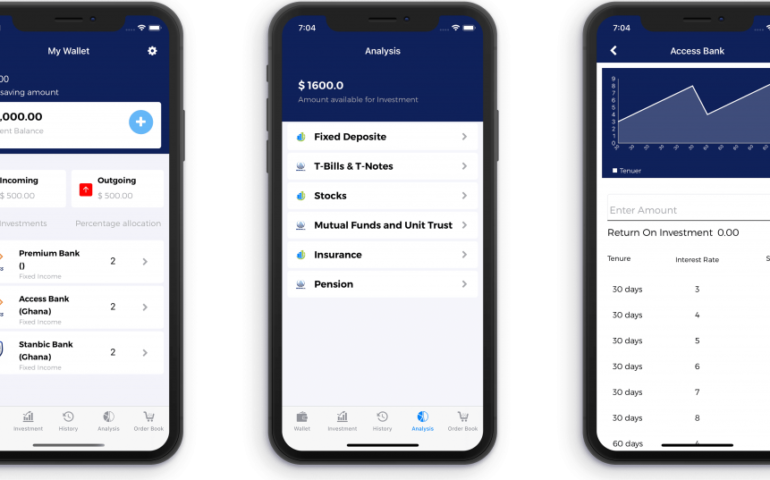 My Wallet
00
saving amount
,000.00
ent Balance
Incoming
$ 500.00
Outgoing
$ 500.00
nvestments
Percentage allocation
Premium Bank
()
Fixed Income
2
Access Bank
(Ghana)
Fixed Income
2
Stanbic Bank
(Ghana)
Fixed Income
2
Investment
History
Analysis
Order Book
7:04
Analysis
$ 1600.0
Amount available for Investment
Fixed Deposite
T-Bills & T-Notes
Stocks
Mutual Funds and Unit Trust
Insurance
Pension
Wallet
Investment
History
Analysis
Order Book
7:04
Access Bank
9
8
7
6
5
4
3
2
1
0
Tenuer
Enter Amount
Return On Investment 0.00
Tenure Interest Rate S
30 days 3
30 days 4
30 days 5
30 days 6
30 days 7
30 days 8
60 days